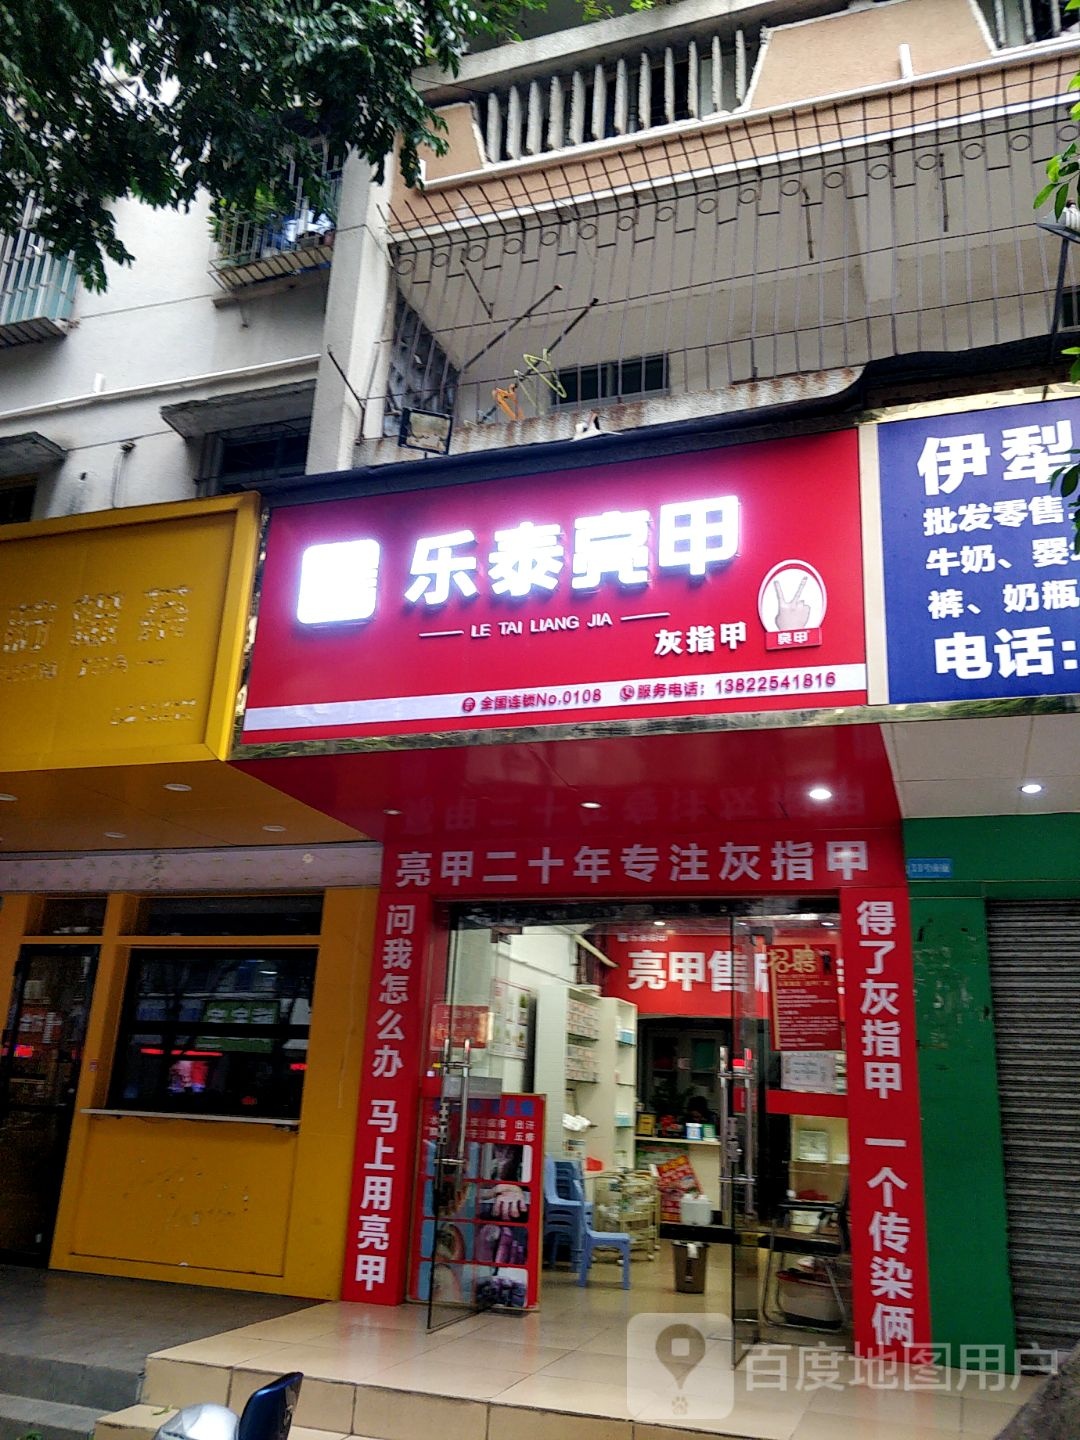 乐泰亮甲
LE TAI LIANG JIA
灰指甲
亮甲
全国连锁No.0108 服务电话：13822541816
伊犁
批发零售
牛奶、婴
裤、奶瓶
电话:
亮甲二十年专注灰指甲
问我怎么办 马上用亮甲
得了灰指甲 一个传染俩
亮甲售后
招聘
百度地图用户